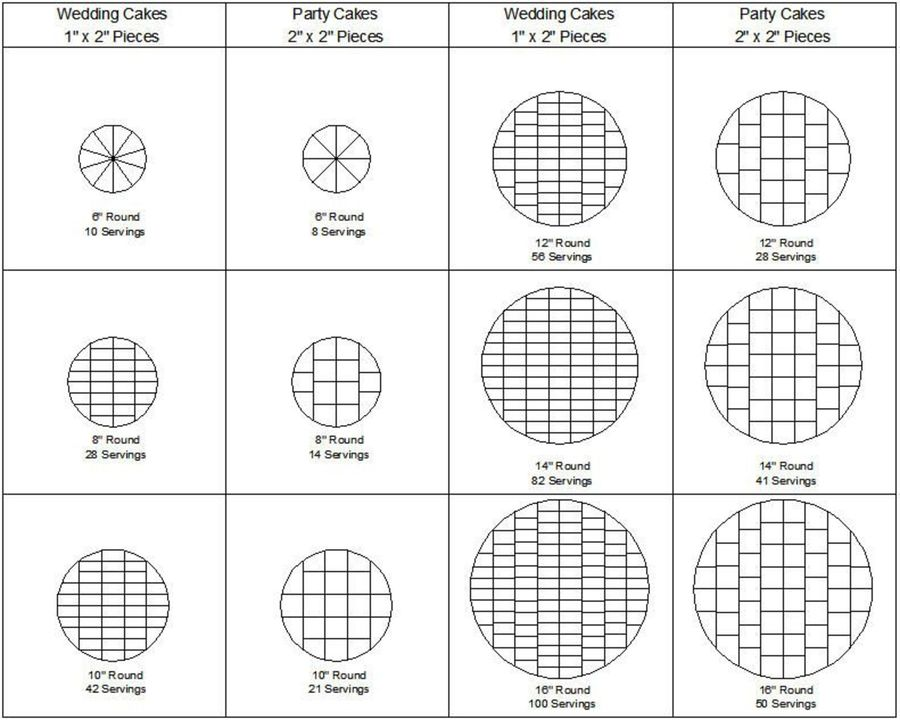 Wedding Cakes
1" x 2" Pieces
Party Cakes
2" x 2" Pieces
Wedding Cakes
1" x 2" Pieces
Party Cakes
2" x 2" Pieces
6" Round
10 Servings
6" Round
8 Servings
12" Round
56 Servings
12" Round
28 Servings
8" Round
28 Servings
8" Round
14 Servings
14" Round
82 Servings
14" Round
41 Servings
10" Round
42 Servings
10" Round
21 Servings
16" Round
100 Servings
16" Round
50 Servings